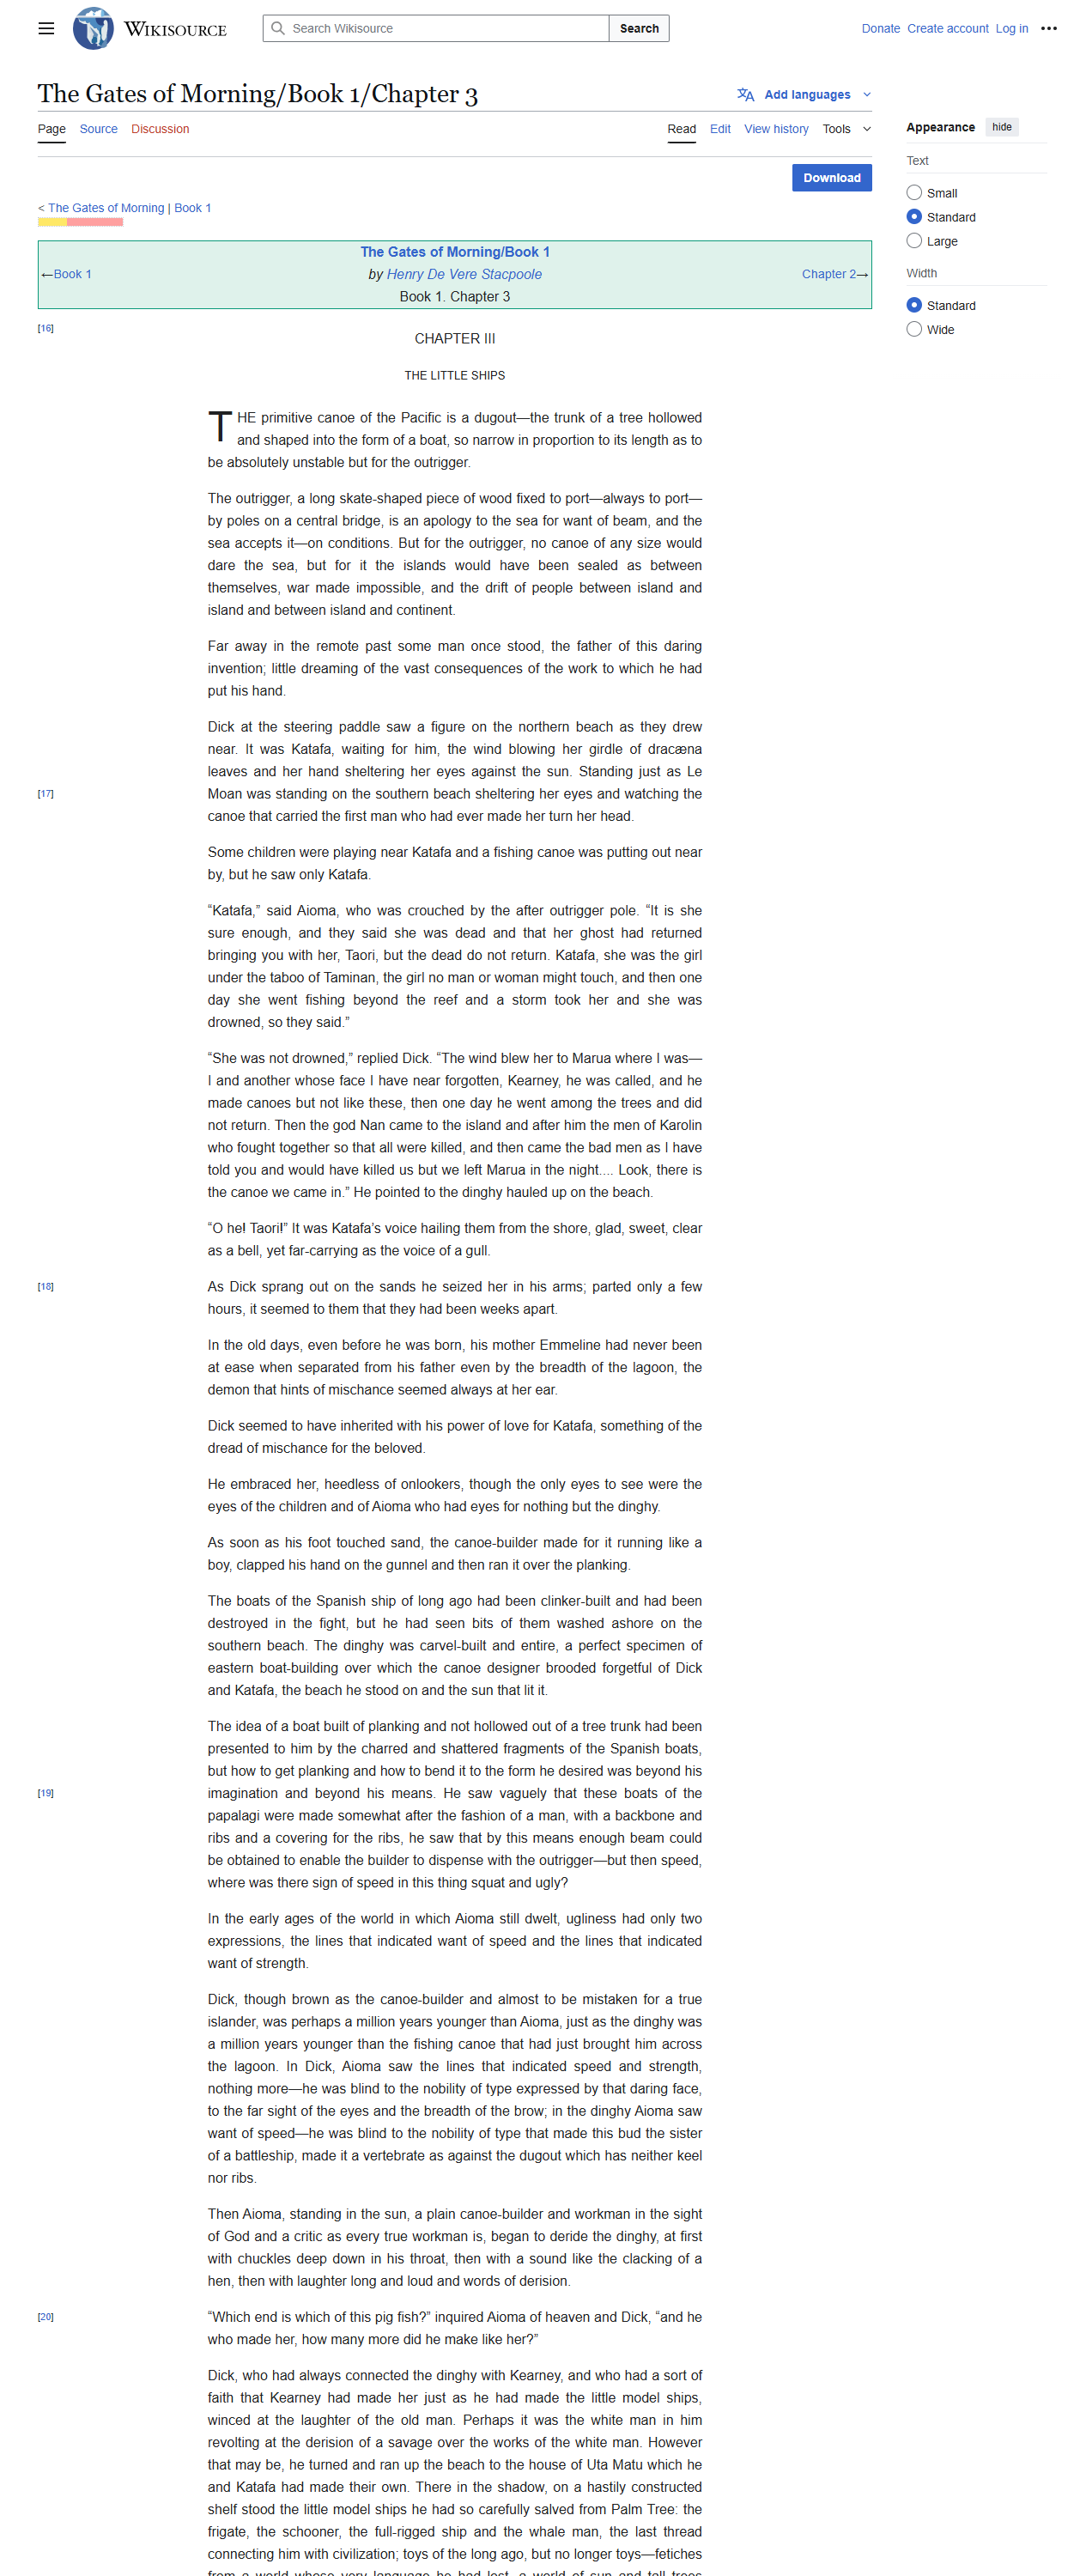 WIKISOURCE
Search Wikisource
Search
Donate Create account Log in
The Gates of Morning/Book 1/Chapter 3
Add languages
Page Source Discussion
Read Edit View history Tools
Download
< The Gates of Morning | Book 1
←Book 1
The Gates of Morning/Book 1
by Henry De Vere Stacpoole
Book 1. Chapter 3
Chapter 2→
Appearance hide
Text
Small
Standard
Large
Width
Standard
Wide
[16]
CHAPTER III
THE LITTLE SHIPS
THE primitive canoe of the Pacific is a dugout—the trunk of a tree hollowed
and shaped into the form of a boat, so narrow in proportion to its length as to
be absolutely unstable but for the outrigger.
The outrigger, a long skate-shaped piece of wood fixed to port—always to port—
by poles on a central bridge, is an apology to the sea for want of beam, and the
sea accepts it—on conditions. But for the outrigger, no canoe of any size would
dare the sea, but for it the islands would have been sealed as between
themselves, war made impossible, and the drift of people between island and
island and between island and continent.
Far away in the remote past some man once stood, the father of this daring
invention; little dreaming of the vast consequences of the work to which he had
put his hand.
Dick at the steering paddle saw a figure on the northern beach as they drew
near. It was Katafa, waiting for him, the wind blowing her girdle of dracæna
leaves and her hand sheltering her eyes against the sun. Standing just as Le
[17]
Moan was standing on the southern beach sheltering her eyes and watching the
canoe that carried the first man who had ever made her turn her head.
Some children were playing near Katafa and a fishing canoe was putting out near
by, but he saw only Katafa.
“Katafa,” said Aioma, who was crouched by the after outrigger pole. “It is she
sure enough, and they said she was dead and that her ghost had returned
bringing you with her, Taori, but the dead do not return. Katafa, she was the girl
under the taboo of Taminan, the girl no man or woman might touch, and then one
day she went fishing beyond the reef and a storm took her and she was
drowned, so they said.”
“She was not drowned,” replied Dick. “The wind blew her to Marua where I was—
I and another whose face I have near forgotten, Kearney, he was called, and he
made canoes but not like these, then one day he went among the trees and did
not return. Then the god Nan came to the island and after him the men of Karolin
who fought together so that all were killed, and then came the bad men as I have
told you and would have killed us but we left Marua in the night.... Look, there is
the canoe we came in.” He pointed to the dinghy hauled up on the beach.
“O he! Taori!” It was Katafa’s voice hailing them from the shore, glad, sweet, clear
as a bell, yet far-carrying as the voice of a gull.
[18]
As Dick sprang out on the sands he seized her in his arms; parted only a few
hours, it seemed to them that they had been weeks apart.
In the old days, even before he was born, his mother Emmeline had never been
at ease when separated from his father even by the breadth of the lagoon, the
demon that hints of mischance seemed always at her ear.
Dick seemed to have inherited with his power of love for Katafa, something of the
dread of mischance for the beloved.
He embraced her, heedless of onlookers, though the only eyes to see were the
eyes of the children and of Aioma who had eyes for nothing but the dinghy.
As soon as his foot touched sand, the canoe-builder made for it running like a
boy, clapped his hand on the gunnel and then ran it over the planking.
The boats of the Spanish ship of long ago had been clinker-built and had been
destroyed in the fight, but he had seen bits of them washed ashore on the
southern beach. The dinghy was carvel-built and entire, a perfect specimen of
eastern boat-building over which the canoe designer brooded forgetful of Dick
and Katafa, the beach he stood on and the sun that lit it.
The idea of a boat built of planking and not hollowed out of a tree trunk had been
presented to him by the charred and shattered fragments of the Spanish boats,
but how to get planking and how to bend it to the form he desired was beyond his
[19]
imagination and beyond his means. He saw vaguely that these boats of the
papalagi were made somewhat after the fashion of a man, with a backbone and
ribs and a covering for the ribs, he saw that by this means enough beam could
be obtained to enable the builder to dispense with the outrigger—but then speed,
where was there sign of speed in this thing squat and ugly?
In the early ages of the world in which Aioma still dwelt, ugliness had only two
expressions, the lines that indicated want of speed and the lines that indicated
want of strength.
Dick, though brown as the canoe-builder and almost to be mistaken for a true
islander, was perhaps a million years younger than Aioma, just as the dinghy was
a million years younger than the fishing canoe that had just brought him across
the lagoon. In Dick, Aioma saw the lines that indicated speed and strength,
nothing more—he was blind to the nobility of type expressed by that daring face,
to the far sight of the eyes and the breadth of the brow; in the dinghy Aioma saw
want of speed—he was blind to the nobility of type that made this bud the sister
of a battleship, made it a vertebrate as against the dugout which has neither keel
nor ribs.
Then Aioma, standing in the sun, a plain canoe-builder and workman in the sight
of God and a critic as every true workman is, began to deride the dinghy, at first
with chuckles deep down in his throat, then with a sound like the clacking of a
hen, then with laughter long and loud and words of derision.
[20]
“Which end is which of this pig fish?” inquired Aioma of heaven and Dick, “and he
who made her, how many more did he make like her?”
Dick, who had always connected the dinghy with Kearney, and who had a sort of
faith that Kearney had made her just as he had made the little model ships,
winced at the laughter of the old man. Perhaps it was the white man in him
revolting at the derision of a savage over the works of the white man. However
that may be, he turned and ran up the beach to the house of Uta Matu which he
and Katafa had made their own. There in the shadow, on a hastily constructed
shelf stood the little model ships he had so carefully salved from Palm Tree: the
frigate, the schooner, the full-rigged ship and the whale man, the last thread
connecting him with civilization; toys of the long ago, but no longer toys—fetiches
from a world whose very language he had lost, a world of sun and tall trees